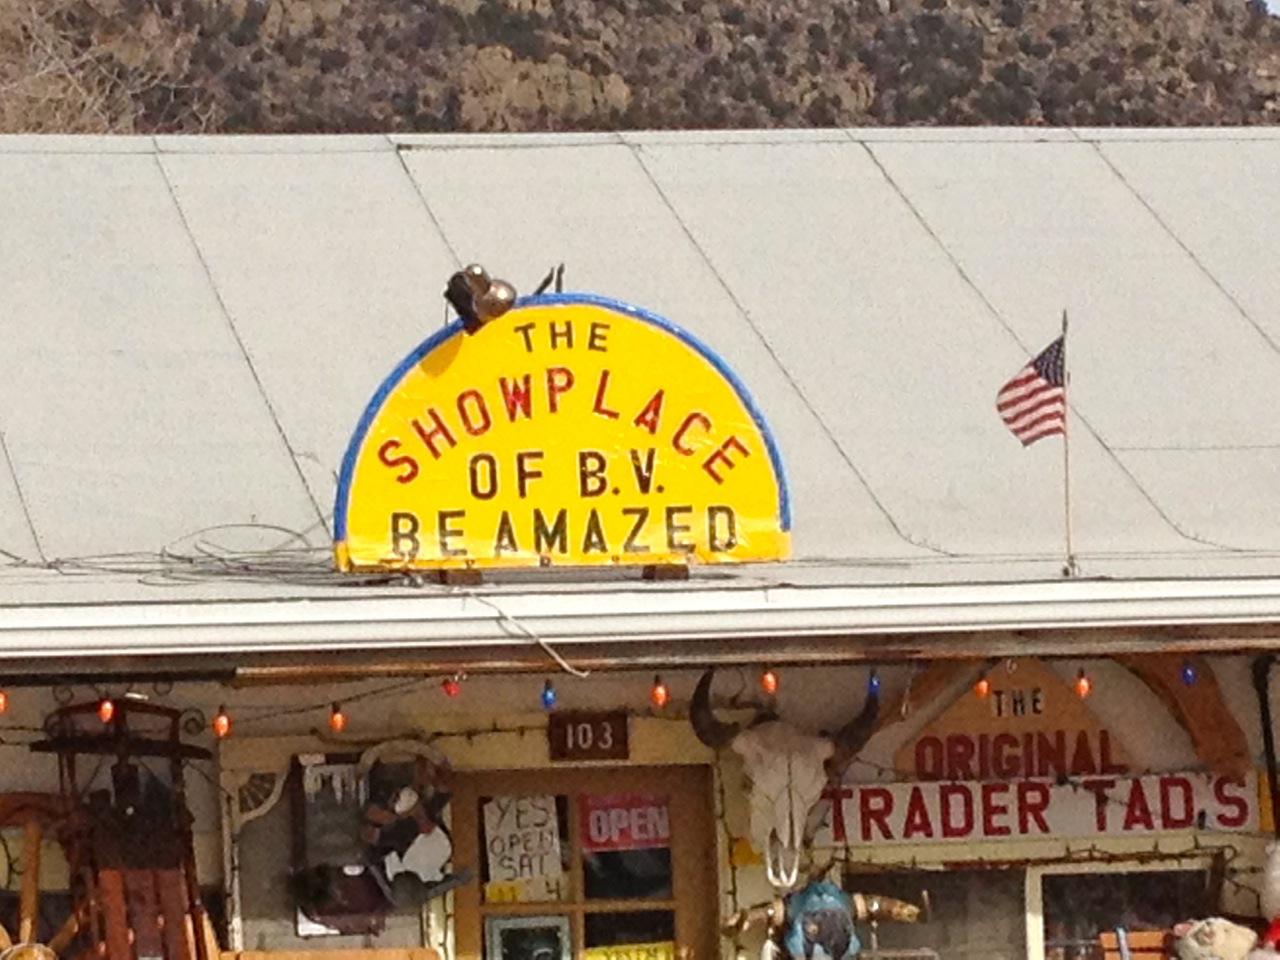 THE
SHOWPLACE
OF B.V.
BE AMAZED
103
THE
ORIGINAL
TRADER TAD'S
YES
OPEN
SAT
OPEN